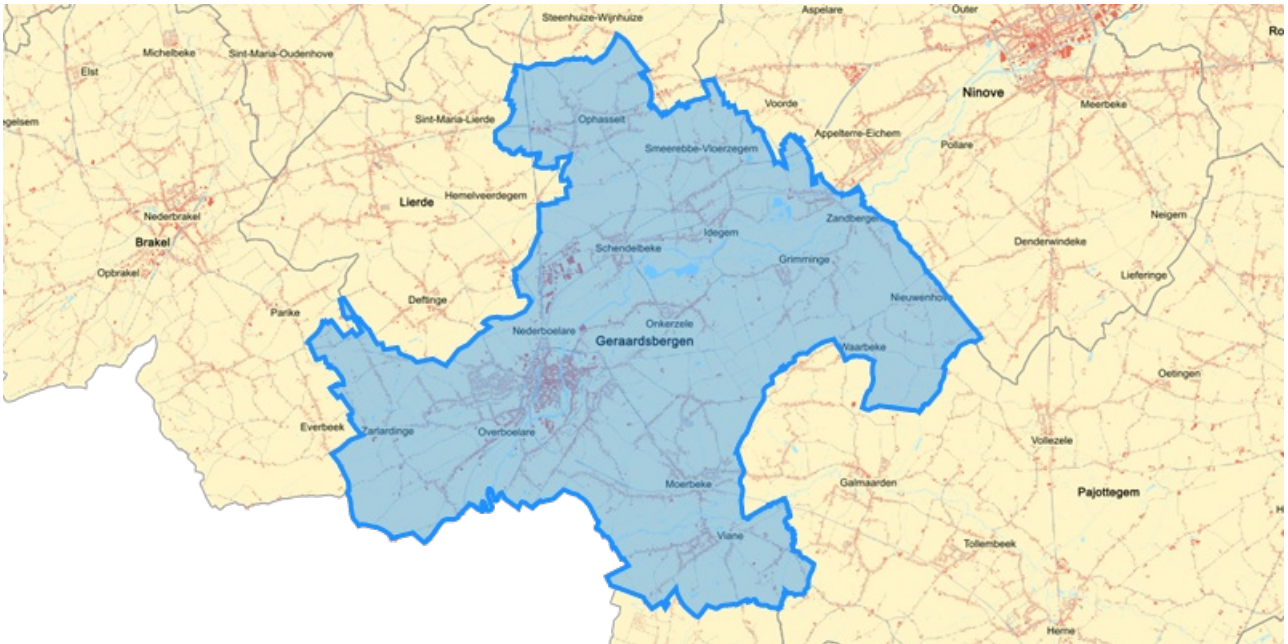 Steenhuize-Wijnhuize
Aspelare
Outer
Michelbeke
Sint-Maria-Oudenhove
Elst
Ninove
Voorde
Meerbeke
Sint-Maria-Lierde
Ophasselt
egelsem
Appelterre-Eichem
Smeerebbe-Vloerzegem
Pollare
Hemelveerdegem
Lierde
Nederbrakel
Zandbergen
Neigem
Idegem
Brakel
Denderwindeke
Schendelbeke
Grimminge
Opbrakel
Lieferinge
Deftinge
Nieuwenhove
Parike
Nederboelare
Onkerzele
Geraardsbergen
Waarbeke
Oetingen
Everbeek
Zarlardinge
Overboelare
Vollezele
Moerbeke
Galmaarden
Pajottegem
Viane
Tollembeek
Herne